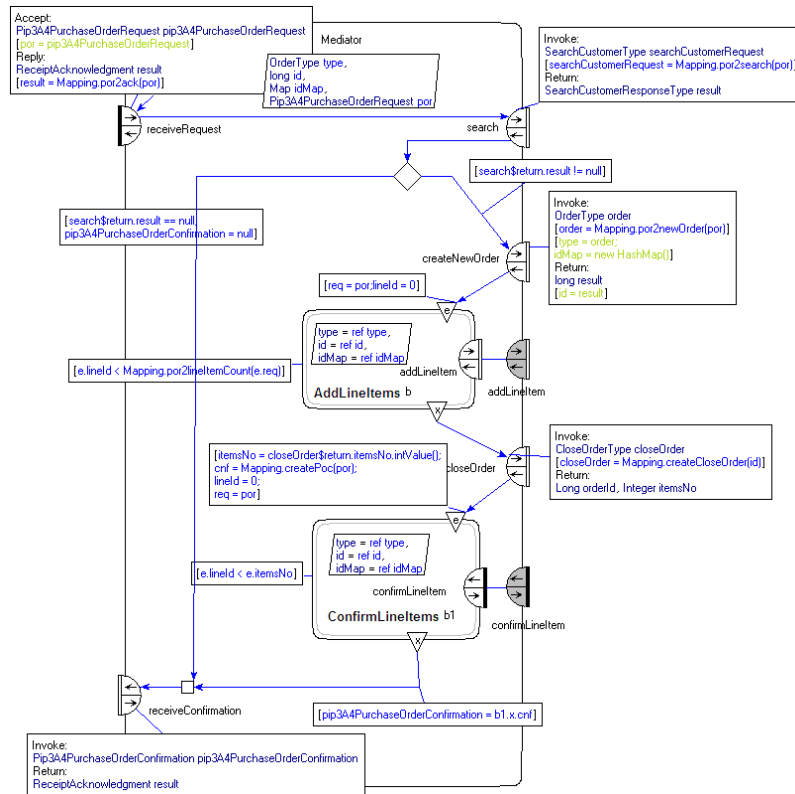 Accept:
Pip3A4PurchaseOrderRequest pip3A4PurchaseOrderRequest
[por = pip3A4PurchaseOrderRequest]
Reply:
ReceiptAcknowledgment result
[result = Mapping.por2ack(por)]
Mediator
OrderType type,
long id,
Map idMap,
Pip3A4PurchaseOrderRequest por
Invoke:
SearchCustomerType searchCustomerRequest
[searchCustomerRequest = Mapping.por2search(por)]
Return:
SearchCustomerResponseType result
receiveRequest
search
[search$return.result != null]
[search$return.result == null,
pip3A4PurchaseOrderConfirmation = null]
Invoke:
OrderType order
[order = Mapping.por2newOrder(por)]
[type = order;
idMap = new HashMap()]
Return:
long result
[id = result]
createNewOrder
[req = por;lineId = 0]
e
type = ref type,
id = ref id,
idMap = ref idMap
addLineItem
addLineItem
[e.lineId < Mapping.por2lineItemCount(e.req)]
AddLineItems b
x
Invoke:
CloseOrderType closeOrder
[closeOrder = Mapping.createCloseOrder(id)]
Return:
Long orderId, Integer itemsNo
[itemsNo = closeOrder$return.itemsNo.intValue();
cnf = Mapping.createPoc(por);
lineId = 0;
req = por]
closeOrder
e
type = ref type,
id = ref id,
idMap = ref idMap
[e.lineId < e.itemsNo]
confirmLineItem
ConfirmLineItems b1
confirmLineItem
x
receiveConfirmation
[pip3A4PurchaseOrderConfirmation = b1.x.cnf]
Invoke:
Pip3A4PurchaseOrderConfirmation pip3A4PurchaseOrderConfirmation
Return:
ReceiptAcknowledgment result